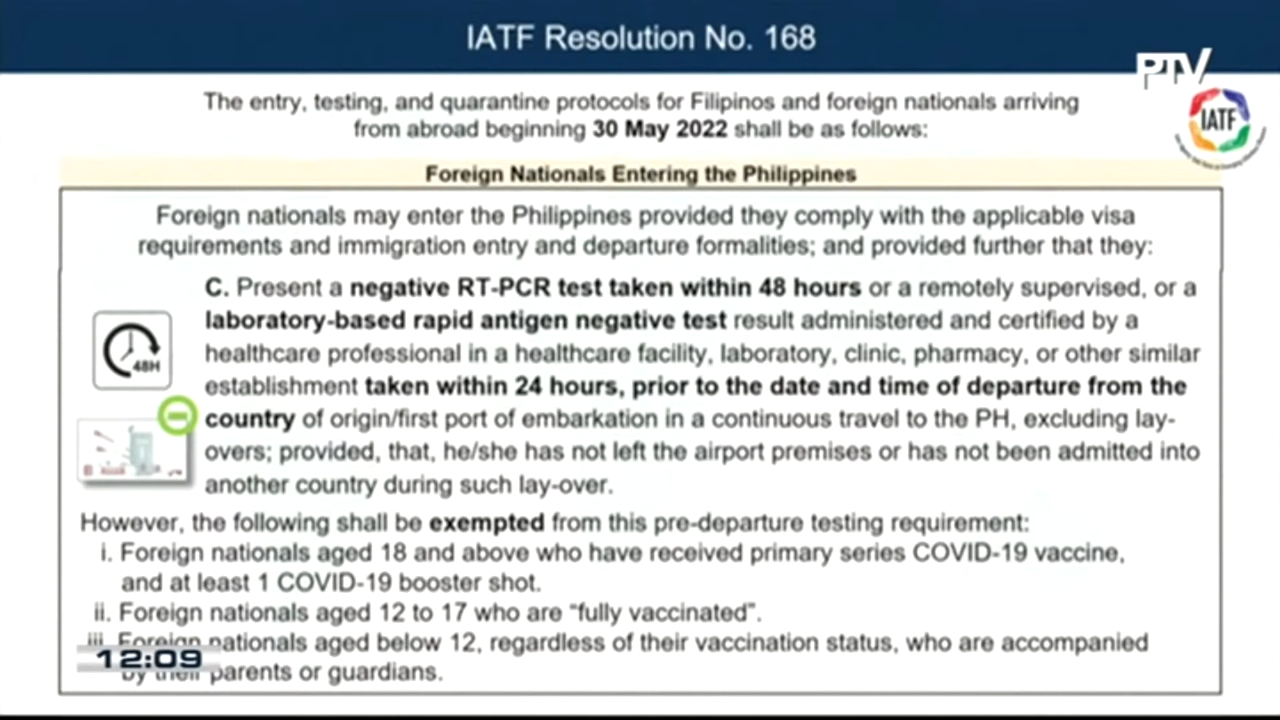 IATF Resolution No. 168
PTV
IATF
The entry, testing, and quarantine protocols for Filipinos and foreign nationals arriving
from abroad beginning 30 May 2022 shall be as follows:
Foreign Nationals Entering the Philippines
Foreign nationals may enter the Philippines provided they comply with the applicable visa
requirements and immigration entry and departure formalities; and provided further that they:
C. Present a negative RT-PCR test taken within 48 hours or a remotely supervised, or a
laboratory-based rapid antigen negative test result administered and certified by a
healthcare professional in a healthcare facility, laboratory, clinic, pharmacy, or other similar
establishment taken within 24 hours, prior to the date and time of departure from the
country of origin/first port of embarkation in a continuous travel to the PH, excluding lay-
overs; provided, that, he/she has not left the airport premises or has not been admitted into
another country during such lay-over.
48H
However, the following shall be exempted from this pre-departure testing requirement:
i. Foreign nationals aged 18 and above who have received primary series COVID-19 vaccine,
and at least 1 COVID-19 booster shot.
ii. Foreign nationals aged 12 to 17 who are “fully vaccinated”.
iii. Foreign nationals aged below 12, regardless of their vaccination status, who are accompanied
by their parents or guardians.
12:09